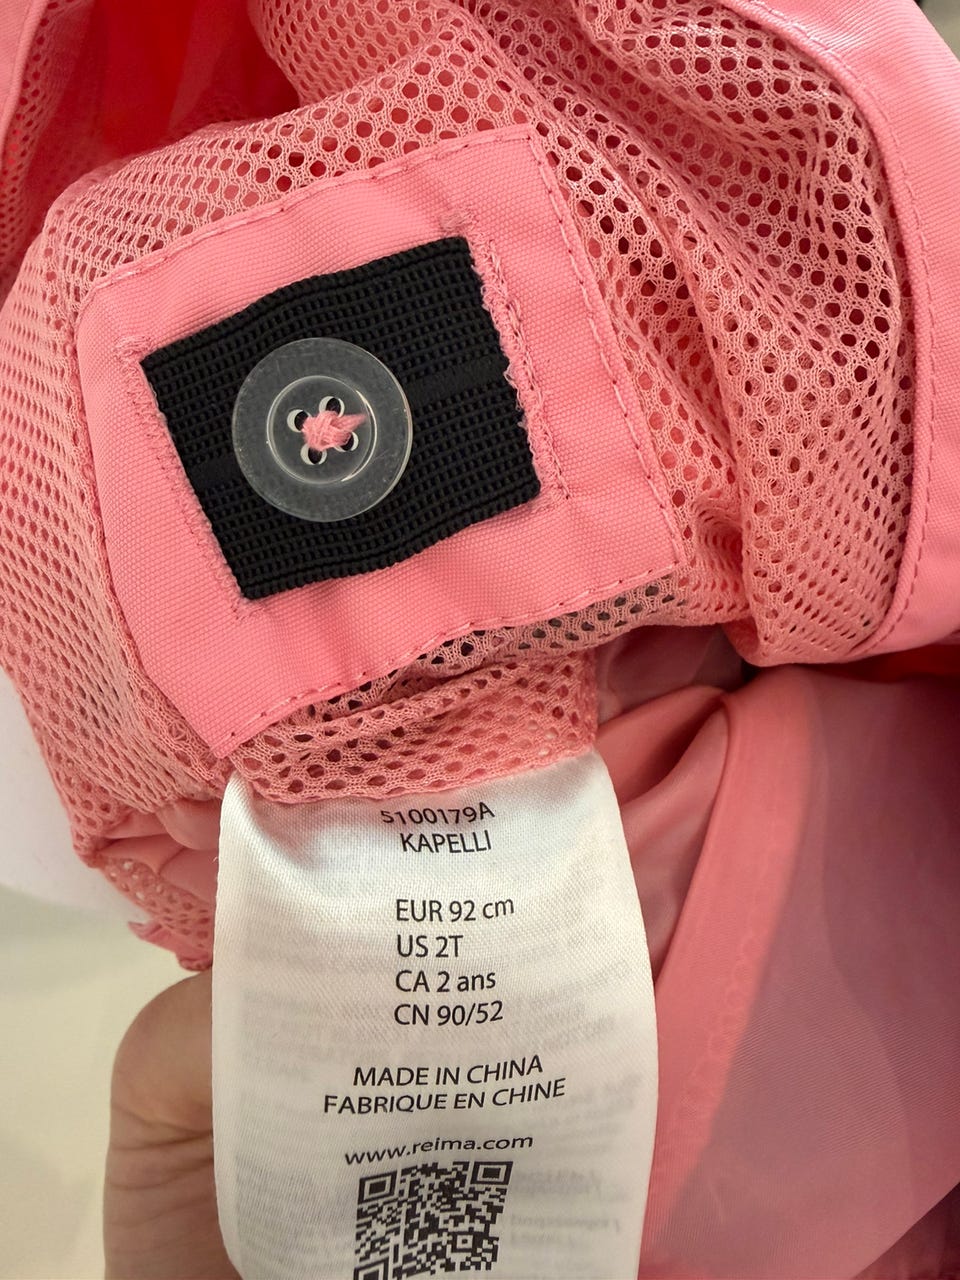 5100179A
KAPELLI
EUR 92 cm
US 2T
CA 2 ans
CN 90/52
MADE IN CHINA
FABRIQUE EN CHINE
www.reima.com